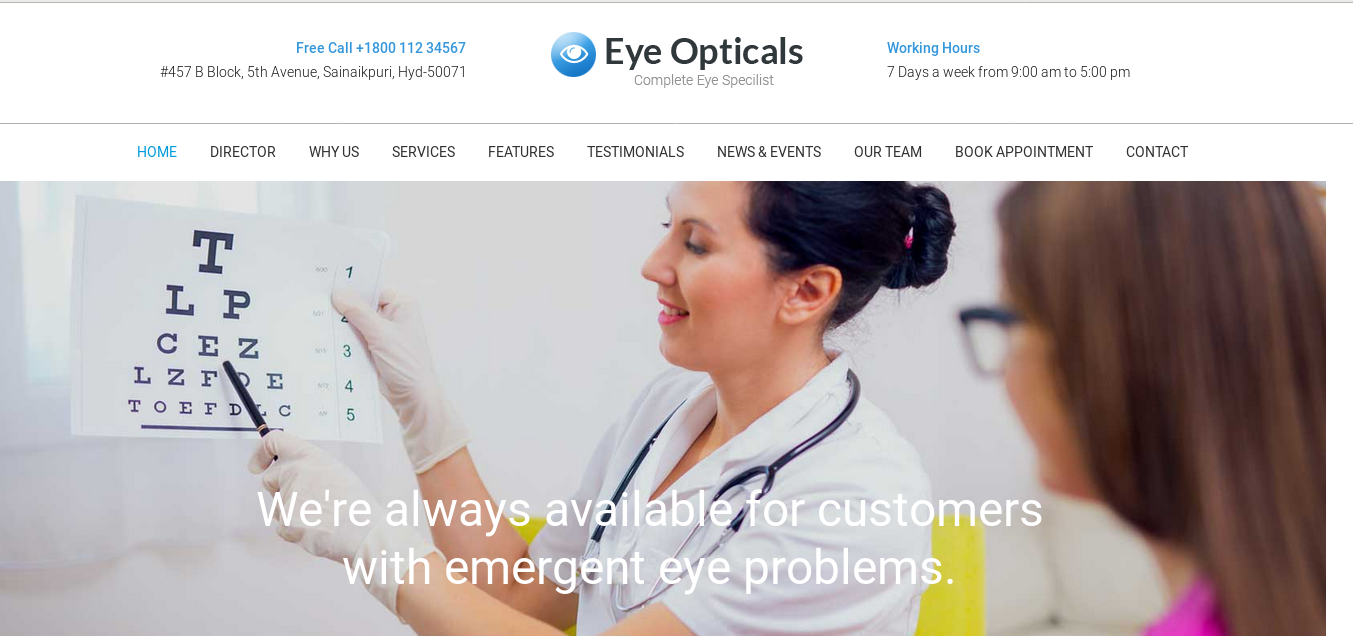 Free Call +1800 112 34567
#457 B Block, 5th Avenue, Sainaikpuri, Hyd-50071
Eye Opticals
Complete Eye Specilist
Working Hours
7 Days a week from 9:00 am to 5:00 pm
HOME DIRECTOR WHY US SERVICES FEATURES TESTIMONIALS NEWS & EVENTS OUR TEAM BOOK APPOINTMENT CONTACT
T 1
L P 2
C E Z 3
L Z F D E 4
T O E F D L C 5
We're always available for customers
with emergent eye problems.